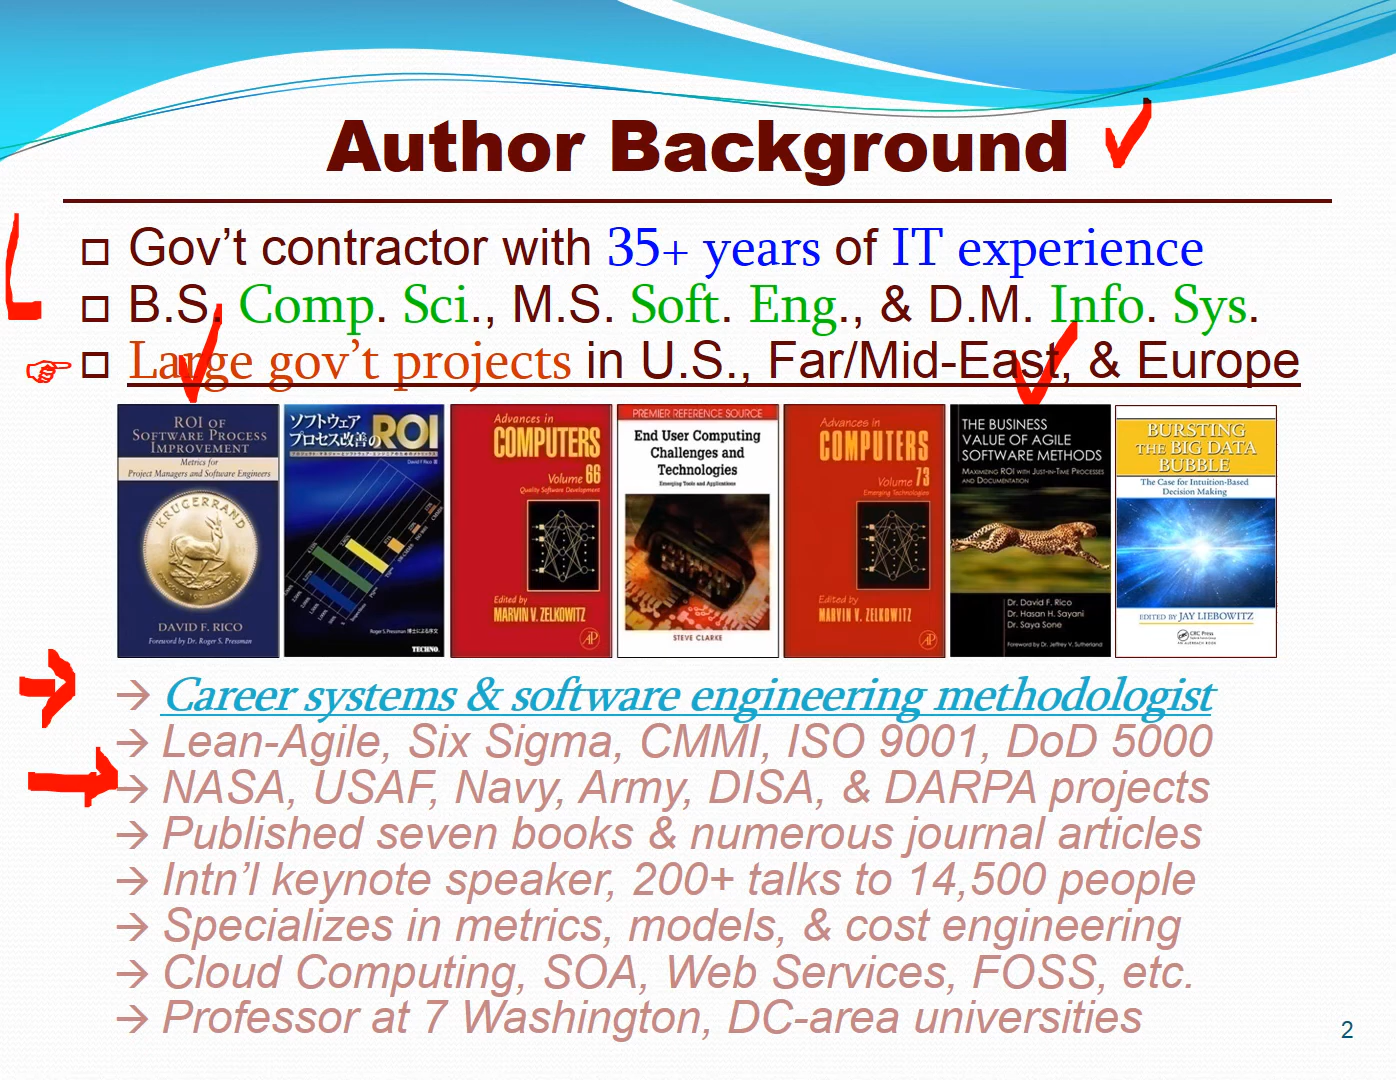 Author Background
Gov’t contractor with 35+ years of IT experience
B.S. Comp. Sci., M.S. Soft. Eng., & D.M. Info. Sys.
Large gov’t projects in U.S., Far/Mid-East, & Europe
ROI OF
SOFTWARE PROCESS
IMPROVEMENT
Metrics for
Project Managers and Software Engineers
KRUGERRAND
DAVID F. RICO
Foreword by Dr. Roger S. Pressman
ソフトウェア
プロセス改善のROI
David F. Rico 著
Roger S. Pressman 博士による序文
TECHNO.
Advances in
COMPUTERS
Volume 66
Quality Software Development
Edited by
MARVIN V. ZELKOWITZ
AP
PREMIER REFERENCE SOURCE
End User Computing
Challenges and
Technologies
Emerging Tools and Applications
STEVE CLARKE
Advances in
COMPUTERS
Volume 73
Emerging Technologies
Edited by
MARVIN V. ZELKOWITZ
AP
THE BUSINESS
VALUE OF AGILE
SOFTWARE METHODS
MAXIMIZING ROI WITH JUST-IN-TIME PROCESSES
AND DOCUMENTATION
Dr. David F. Rico
Dr. Hasan H. Sayani
Dr. Saya Sone
Foreword by Dr. Jeffrey V. Sutherland
BURSTING
THE BIG DATA
BUBBLE
The Case for Intuition-Based
Decision Making
EDITED BY JAY LIEBOWITZ
CRC Press
AN AUERBACH BOOK
→ Career systems & software engineering methodologist
→ Lean-Agile, Six Sigma, CMMI, ISO 9001, DoD 5000
→ NASA, USAF, Navy, Army, DISA, & DARPA projects
→ Published seven books & numerous journal articles
→ Intn’l keynote speaker, 200+ talks to 14,500 people
→ Specializes in metrics, models, & cost engineering
→ Cloud Computing, SOA, Web Services, FOSS, etc.
→ Professor at 7 Washington, DC-area universities
2